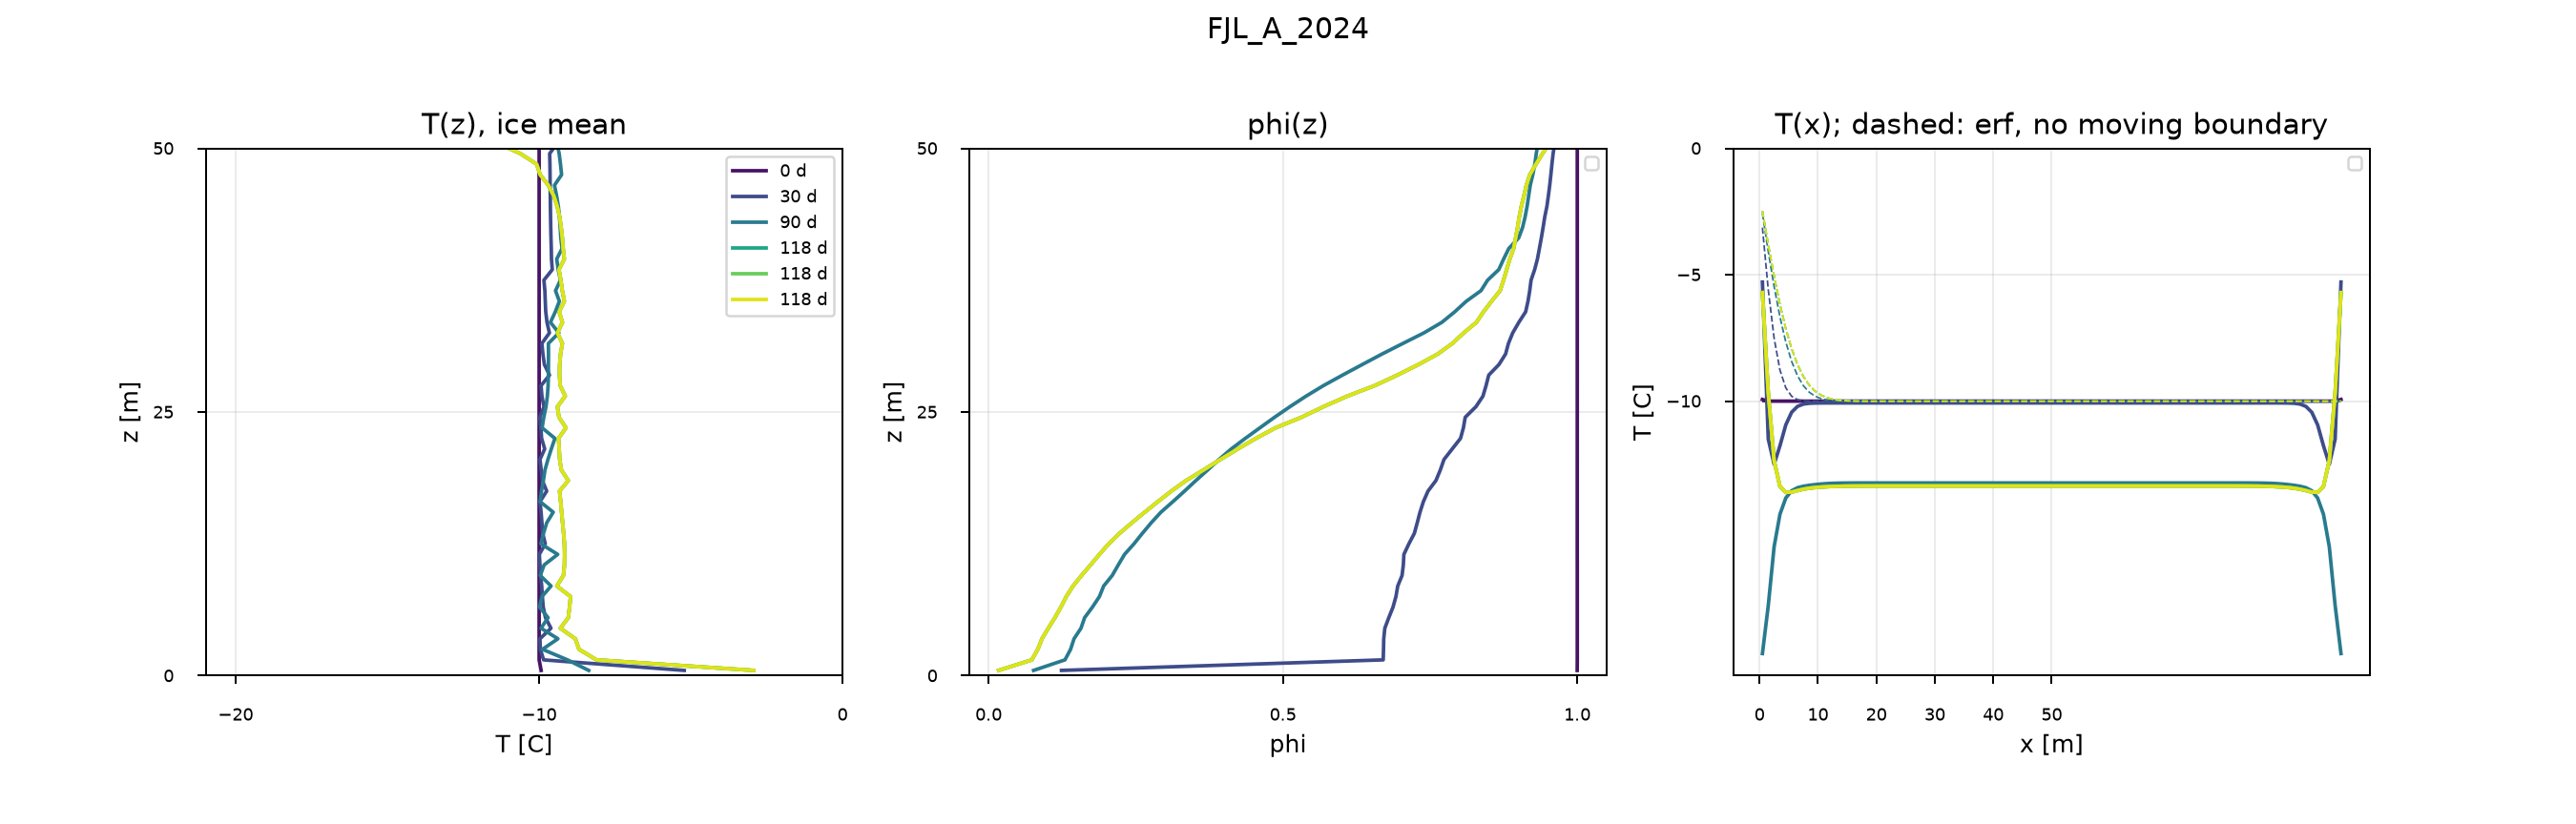 FJL_A_2024
T(z), ice mean
50
25
0
z [m]
−20
−10
0
T [C]
0 d
30 d
90 d
118 d
118 d
118 d
phi(z)
50
25
0
z [m]
0.0
0.5
1.0
phi
T(x); dashed: erf, no moving boundary
0
−5
−10
T [C]
0
10
20
30
40
50
x [m]